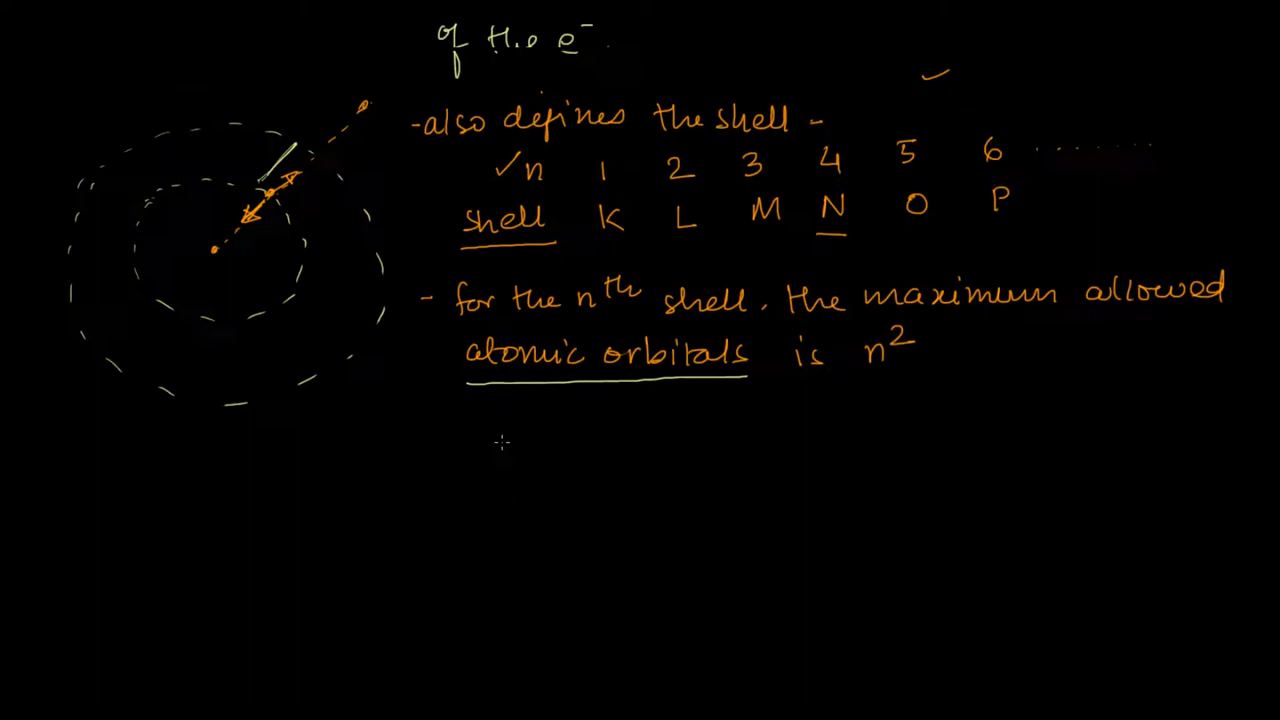 of the e⁻
- also defines the shell -
✓ n 1 2 3 4 5 6 ........
shell K L M N O P
- for the nᵗʰ shell, the maximum allowed
atomic orbitals is n²